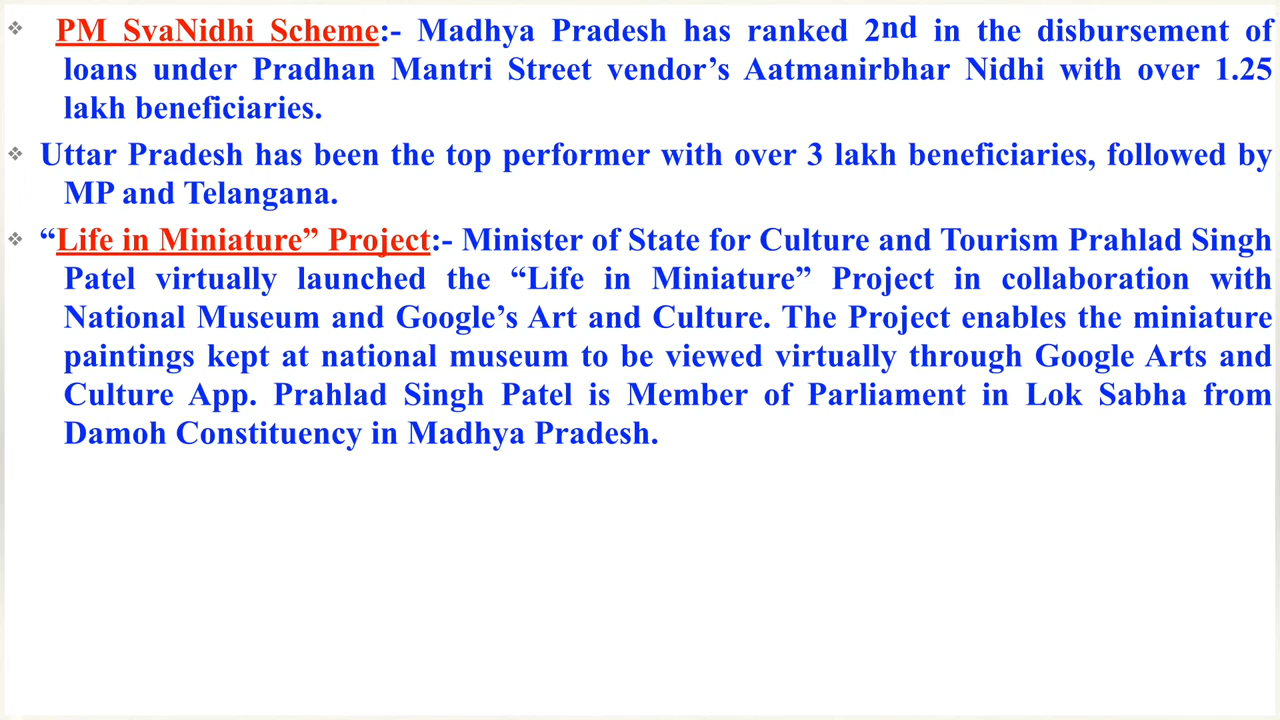 ❖ PM SvaNidhi Scheme:- Madhya Pradesh has ranked 2nd in the disbursement of
loans under Pradhan Mantri Street vendor’s Aatmanirbhar Nidhi with over 1.25
lakh beneficiaries.
❖ Uttar Pradesh has been the top performer with over 3 lakh beneficiaries, followed by
MP and Telangana.
❖ “Life in Miniature” Project:- Minister of State for Culture and Tourism Prahlad Singh
Patel virtually launched the “Life in Miniature” Project in collaboration with
National Museum and Google’s Art and Culture. The Project enables the miniature
paintings kept at national museum to be viewed virtually through Google Arts and
Culture App. Prahlad Singh Patel is Member of Parliament in Lok Sabha from
Damoh Constituency in Madhya Pradesh.